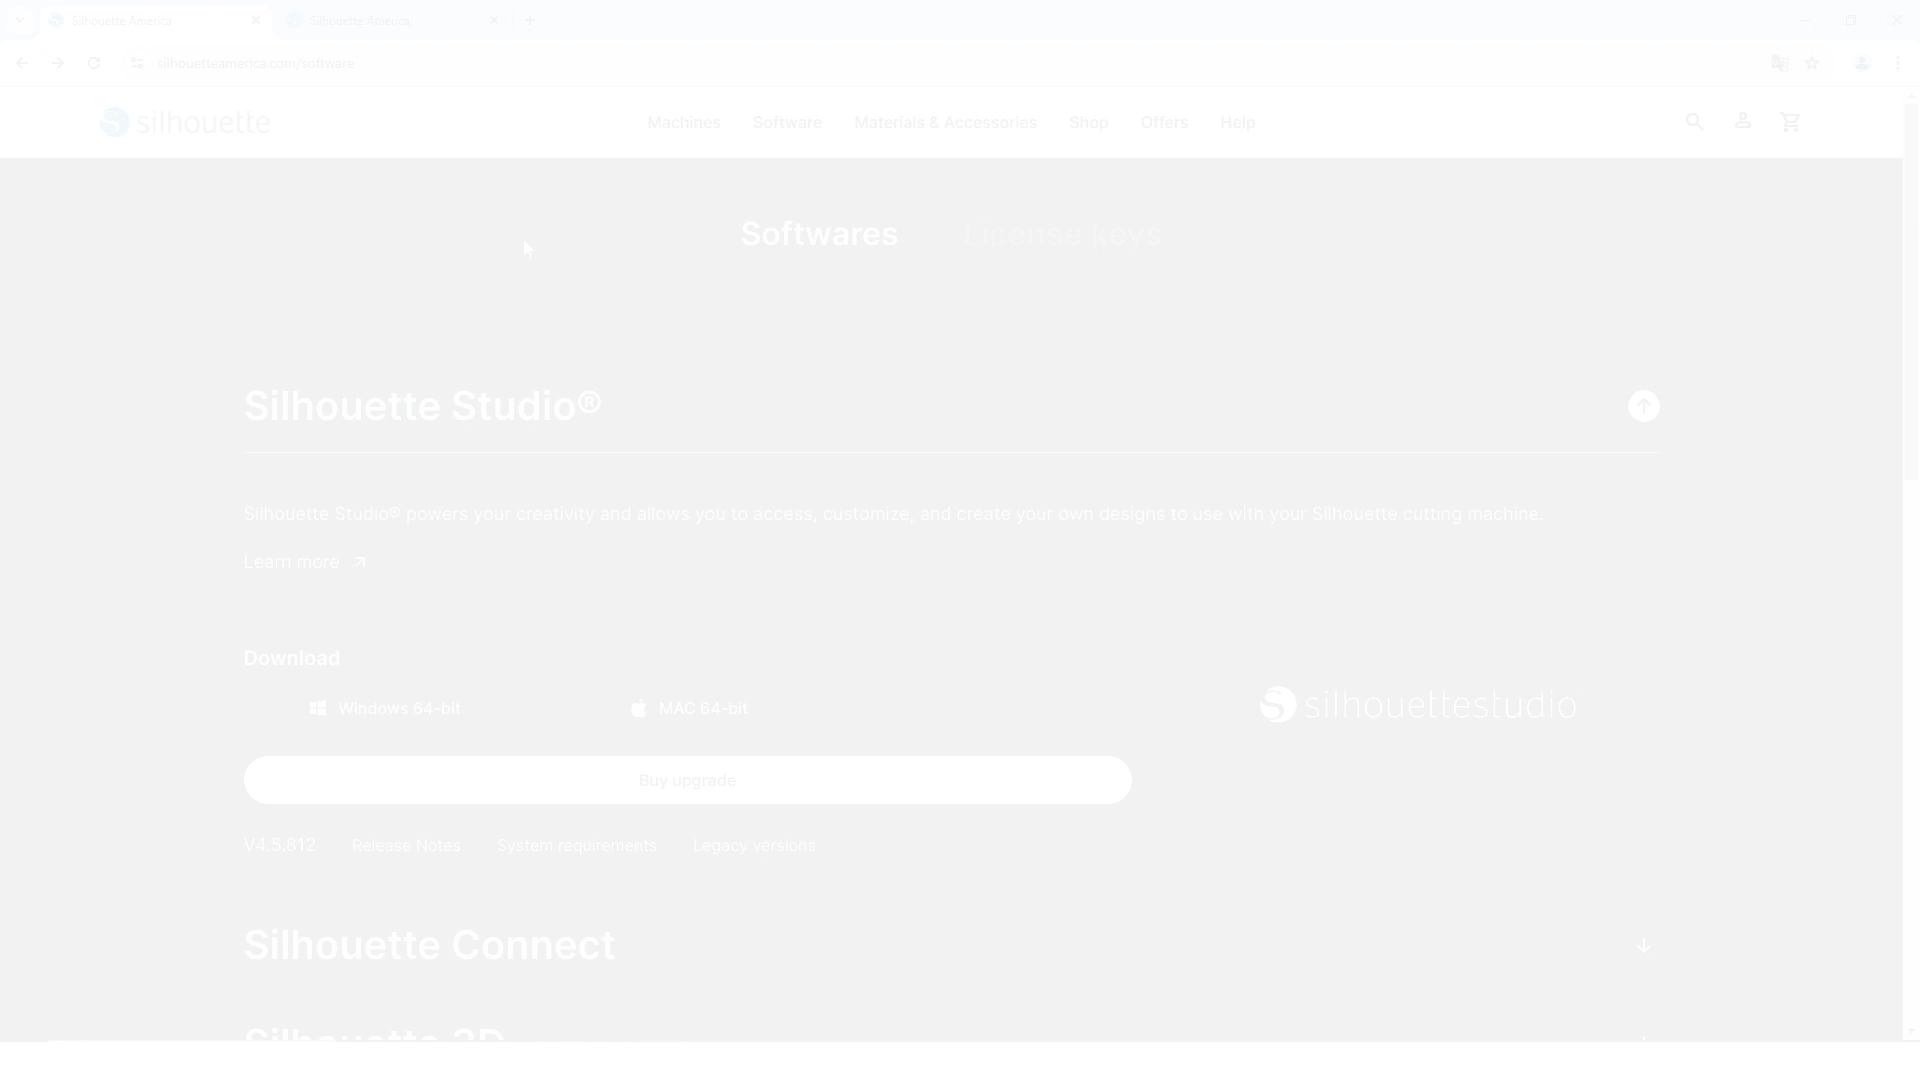 Silhouette America
Silhouette America
silhouetteamerica.com/software
silhouette
Machines
Software
Materials & Accessories
Shop
Offers
Help
Softwares
License keys
Silhouette Studio®
Silhouette Studio® powers your creativity and allows you to access, customize, and create your own designs to use with your Silhouette cutting machine.
Learn more
Download
Windows 64-bit
MAC 64-bit
silhouettestudio
Buy upgrade
V4.5.812
Release Notes
System requirements
Legacy versions
Silhouette Connect
Silhouette 3D